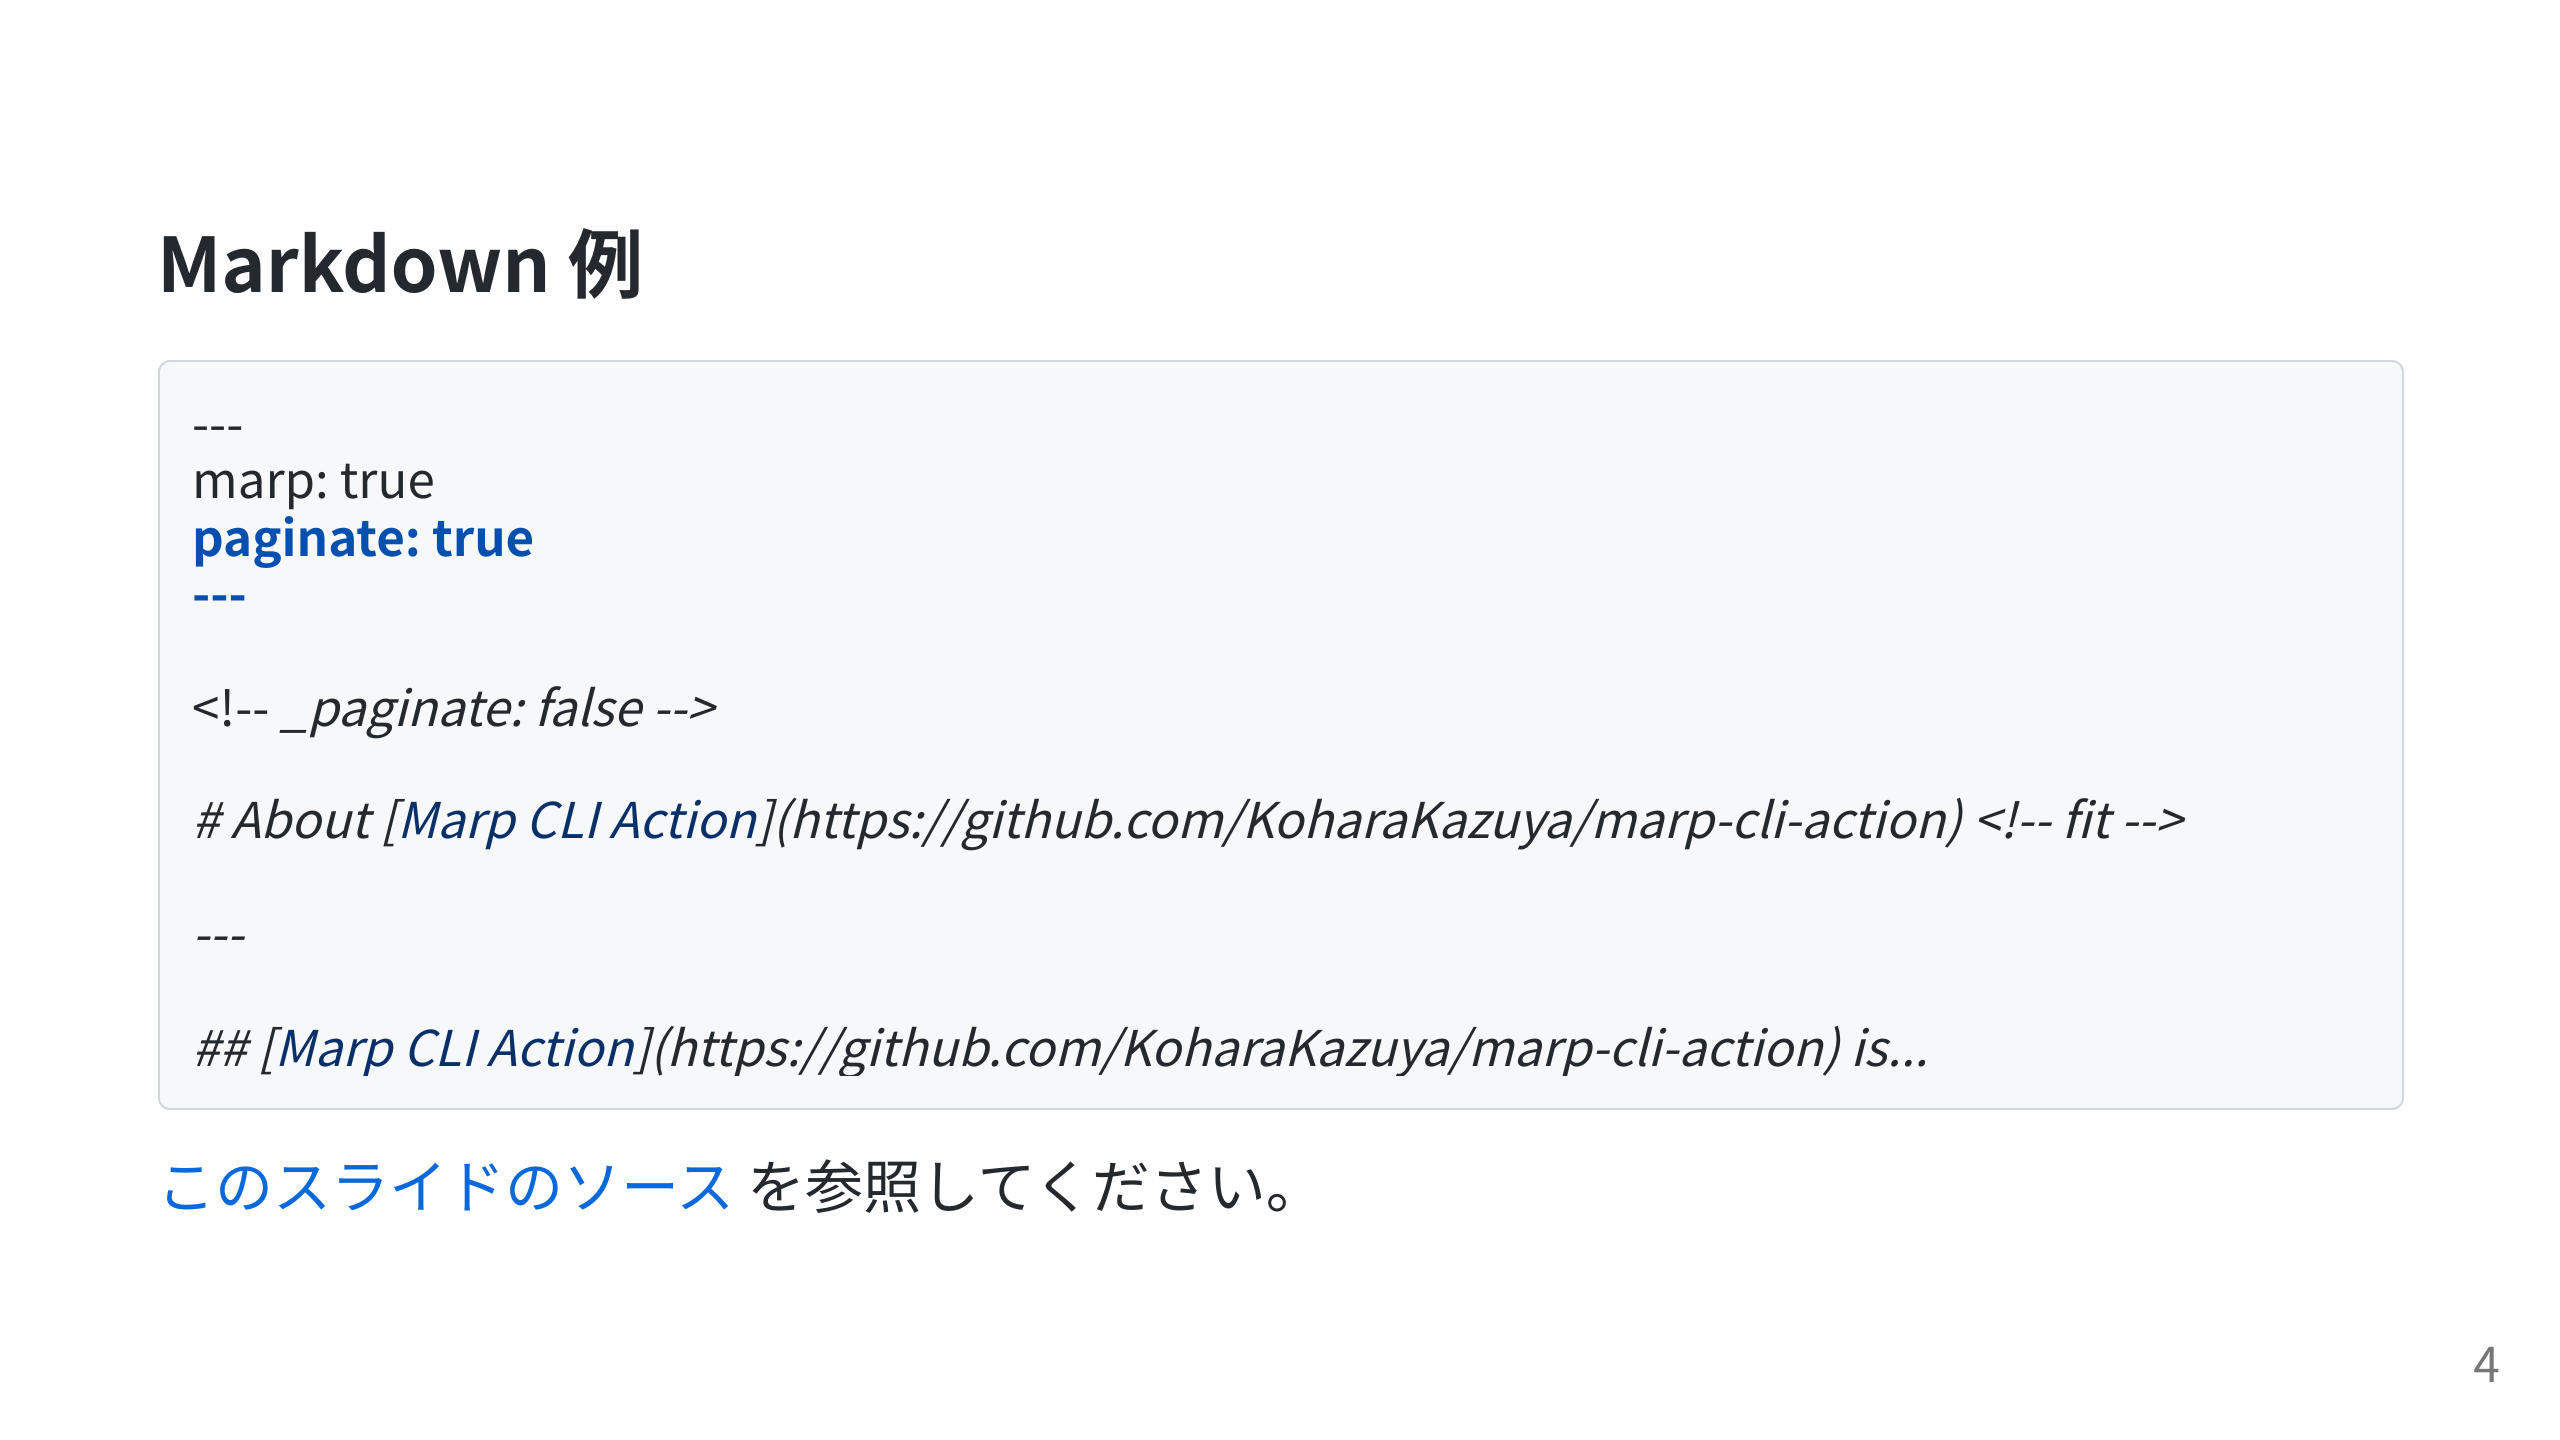 Markdown 例
---
marp: true
paginate: true
---
<!-- _paginate: false -->
# About [Marp CLI Action](https://github.com/KoharaKazuya/marp-cli-action) <!-- fit -->
---
## [Marp CLI Action](https://github.com/KoharaKazuya/marp-cli-action) is...
このスライドのソース を参照してください。
4